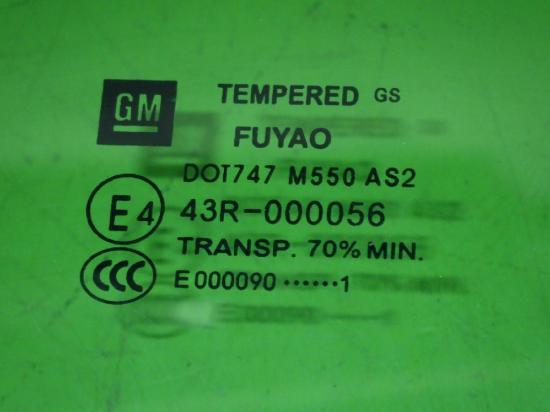 GM TEMPERED GS
FUYAO
DOT747 M550 AS2
E4 43R-000056
TRANSP. 70% MIN.
CCC E000090 ······1